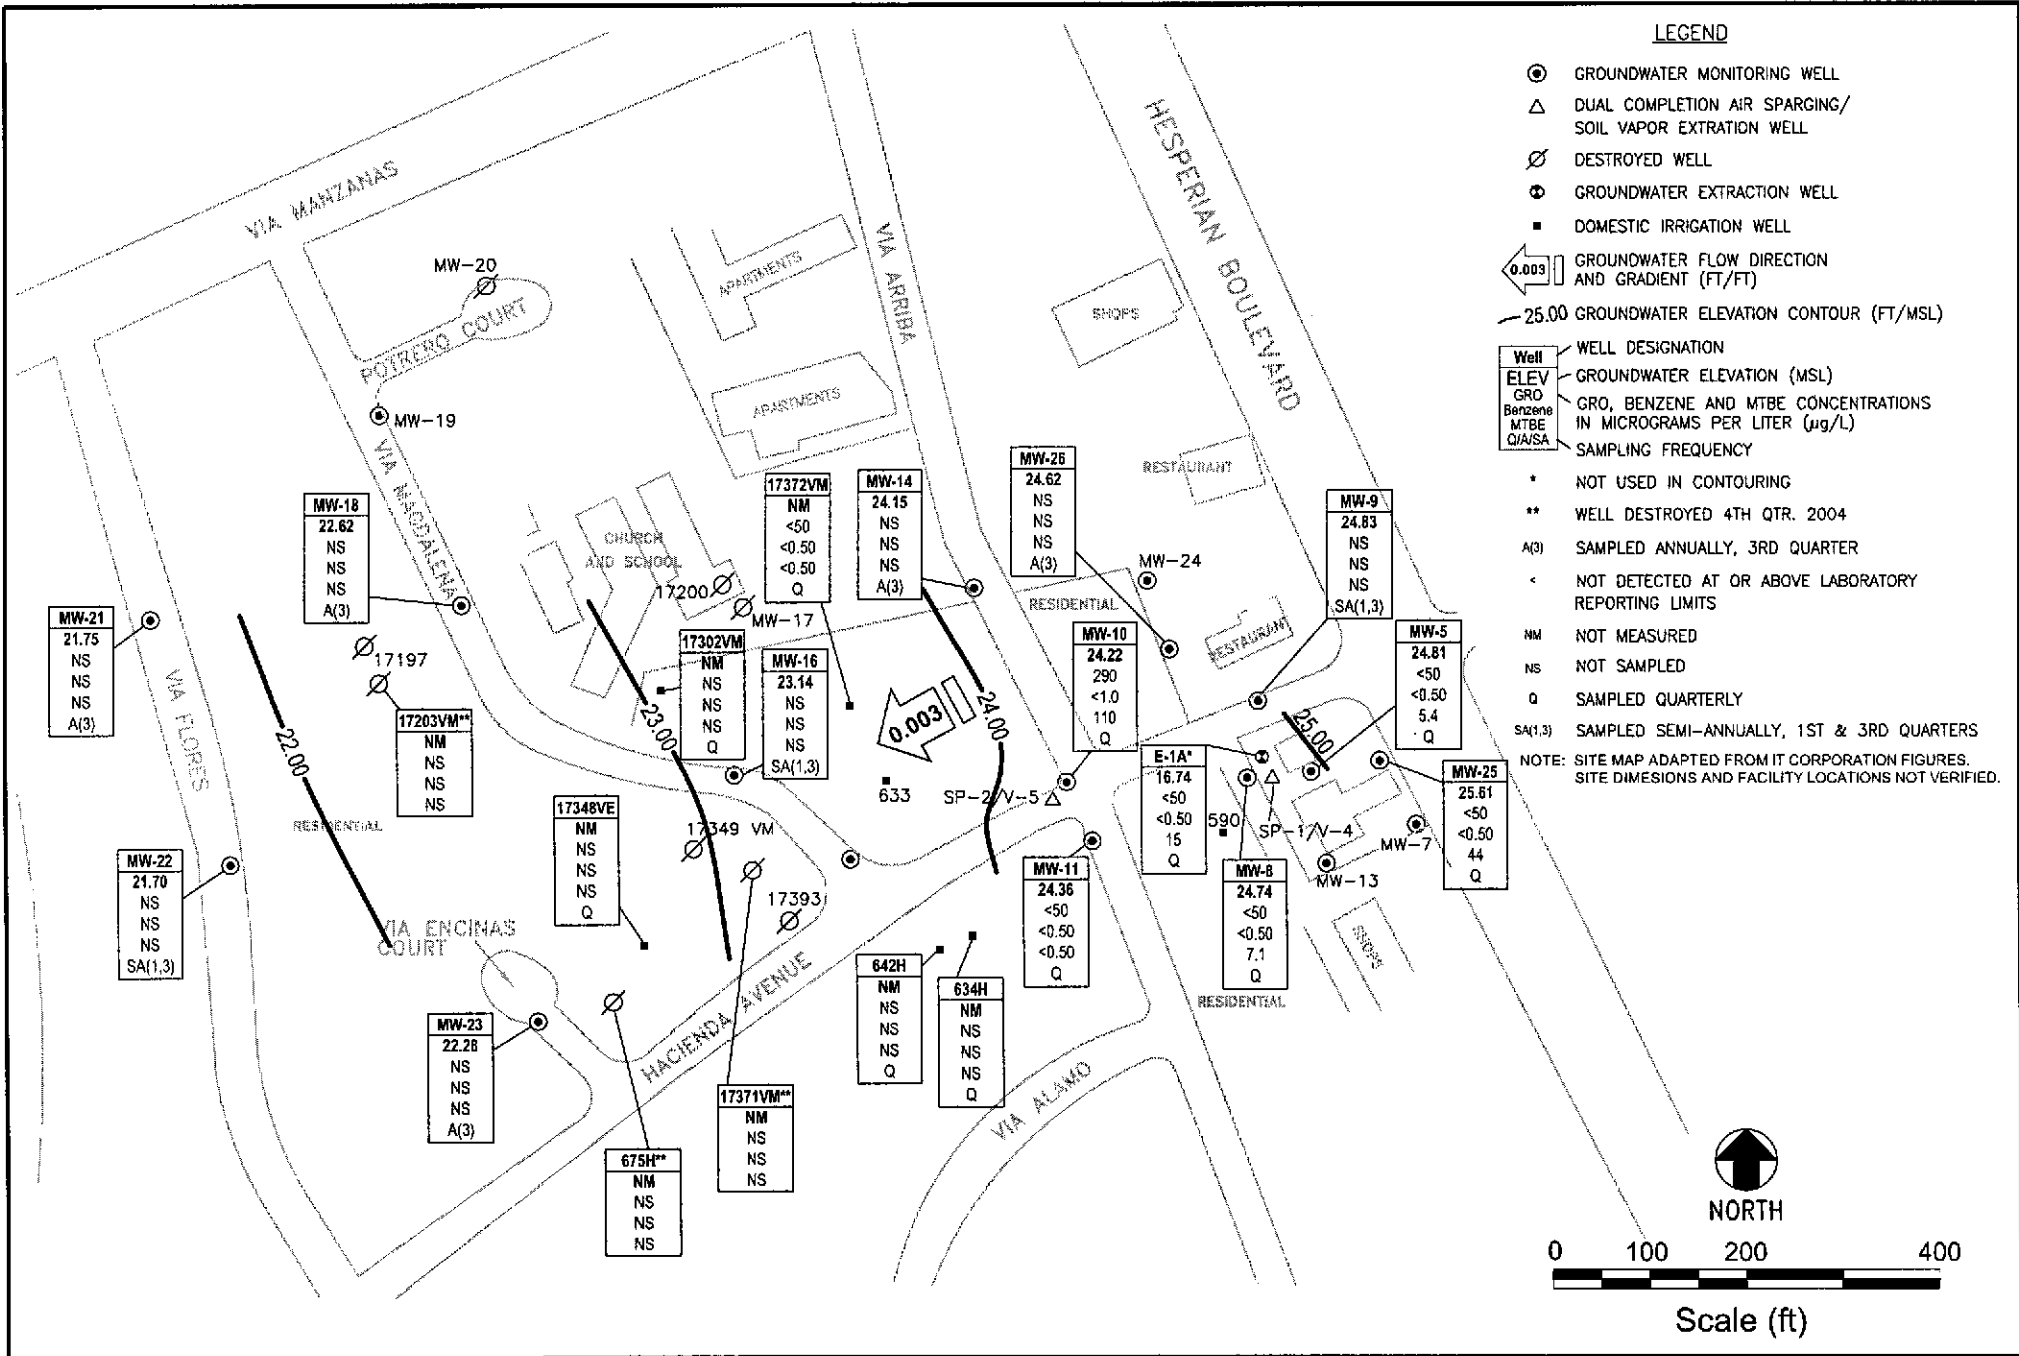 LEGEND
GROUNDWATER MONITORING WELL
DUAL COMPLETION AIR SPARGING/
SOIL VAPOR EXTRATION WELL
DESTROYED WELL
GROUNDWATER EXTRACTION WELL
DOMESTIC IRRIGATION WELL
0.003
GROUNDWATER FLOW DIRECTION
AND GRADIENT (FT/FT)
25.00 GROUNDWATER ELEVATION CONTOUR (FT/MSL)
Well
ELEV
GRO
Benzene
MTBE
Q/A/SA
WELL DESIGNATION
GROUNDWATER ELEVATION (MSL)
GRO, BENZENE AND MTBE CONCENTRATIONS
IN MICROGRAMS PER LITER (µg/L)
SAMPLING FREQUENCY
* NOT USED IN CONTOURING
** WELL DESTROYED 4TH QTR. 2004
A(3) SAMPLED ANNUALLY, 3RD QUARTER
< NOT DETECTED AT OR ABOVE LABORATORY
REPORTING LIMITS
NM NOT MEASURED
NS NOT SAMPLED
Q SAMPLED QUARTERLY
SA(1,3) SAMPLED SEMI-ANNUALLY, 1ST & 3RD QUARTERS
NOTE: SITE MAP ADAPTED FROM IT CORPORATION FIGURES.
SITE DIMESIONS AND FACILITY LOCATIONS NOT VERIFIED.
VIA MANZANAS
HESPERIAN BOULEVARD
VIA ARRIBA
MW-20
POTRERO COURT
APARTMENTS
SHOPS
APARTMENTS
MW-19
VIA MAGDALENA
RESTAURANT
CHURCH
AND SCHOOL
MW-18
22.62
NS
NS
NS
A(3)
17372VM
NM
<50
<0.50
<0.50
Q
MW-14
24.15
NS
NS
NS
A(3)
MW-26
24.62
NS
NS
NS
A(3)
MW-9
24.83
NS
NS
NS
SA(1,3)
MW-24
17200
MW-17
RESIDENTIAL
RESTAURANT
MW-21
21.75
NS
NS
NS
A(3)
VIA FLORES
17197
17203VM**
NM
NS
NS
NS
17302VM
NM
NS
NS
NS
Q
MW-16
23.14
NS
NS
NS
SA(1,3)
MW-10
24.22
290
<1.0
110
Q
MW-5
24.81
<50
<0.50
5.4
Q
22.00
23.00
24.00
25.00
0.003
633
SP-2/V-5
E-1A*
16.74
<50
<0.50
15
Q
590
SP-1/V-4
MW-25
25.61
<50
<0.50
44
Q
MW-7
MW-13
RESIDENTIAL
17348VE
NM
NS
NS
NS
Q
17349 VM
17393
MW-22
21.70
NS
NS
NS
SA(1,3)
MW-11
24.36
<50
<0.50
<0.50
Q
MW-8
24.74
<50
<0.50
7.1
Q
SHOPS
RESIDENTIAL
VIA ENCINAS
COURT
642H
NM
NS
NS
NS
Q
634H
NM
NS
NS
NS
Q
MW-23
22.28
NS
NS
NS
A(3)
HACIENDA AVENUE
VIA ALAMO
17371VM**
NM
NS
NS
NS
675H**
NM
NS
NS
NS
NORTH
0 100 200 400
Scale (ft)